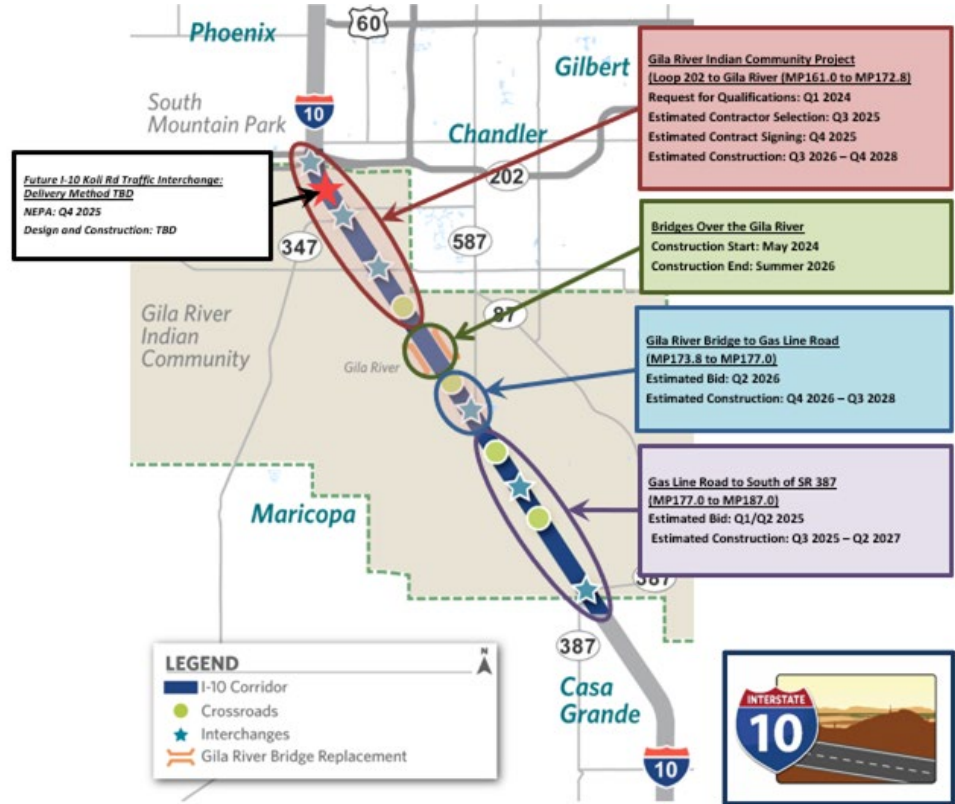 Phoenix
60
Gilbert
South
Mountain Park
10
Chandler
202
Gila River Indian Community Project
(Loop 202 to Gila River (MP161.0 to MP172.8)
Request for Qualifications: Q1 2024
Estimated Contractor Selection: Q3 2025
Estimated Contract Signing: Q4 2025
Estimated Construction: Q3 2026 – Q4 2028
Future I-10 Koli Rd Traffic Interchange:
Delivery Method TBD
NEPA: Q4 2025
Design and Construction: TBD
347
587
Bridges Over the Gila River
Construction Start: May 2024
Construction End: Summer 2026
Gila River
Indian
Community
87
Gila River
Gila River Bridge to Gas Line Road
(MP173.8 to MP177.0)
Estimated Bid: Q2 2026
Estimated Construction: Q4 2026 – Q3 2028
Maricopa
Gas Line Road to South of SR 387
(MP177.0 to MP187.0)
Estimated Bid: Q1/Q2 2025
Estimated Construction: Q3 2025 – Q2 2027
387
387
Casa
Grande
10
LEGEND
N
I-10 Corridor
Crossroads
Interchanges
Gila River Bridge Replacement
INTERSTATE
10